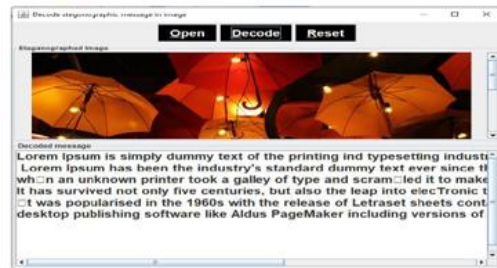 Decode steganographic message in image
Open Decode Reset
Steganographed Image
Decoded message
Lorem Ipsum is simply dummy text of the printing ind typesetting industr
Lorem Ipsum has been the industry's standard dummy text ever since th
wh□n an unknown printer took a galley of type and scram□led it to make
It has survived not only five centuries, but also the leap into elecTronic t
□t was popularised in the 1960s with the release of Letraset sheets cont
desktop publishing software like Aldus PageMaker including versions of